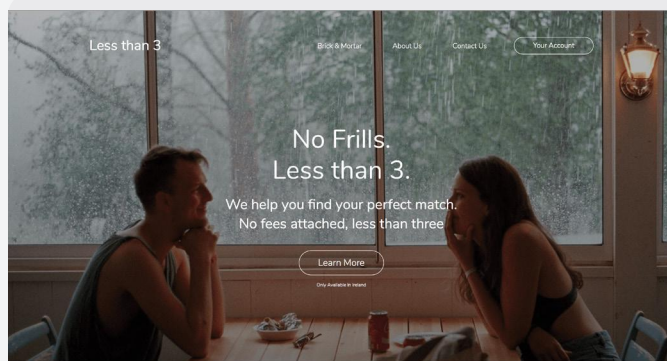 Less than 3
Brick & Mortar
About Us
Contact Us
Your Account
No Frills.
Less than 3.
We help you find your perfect match.
No fees attached, less than three
Learn More
Only Available in Ireland